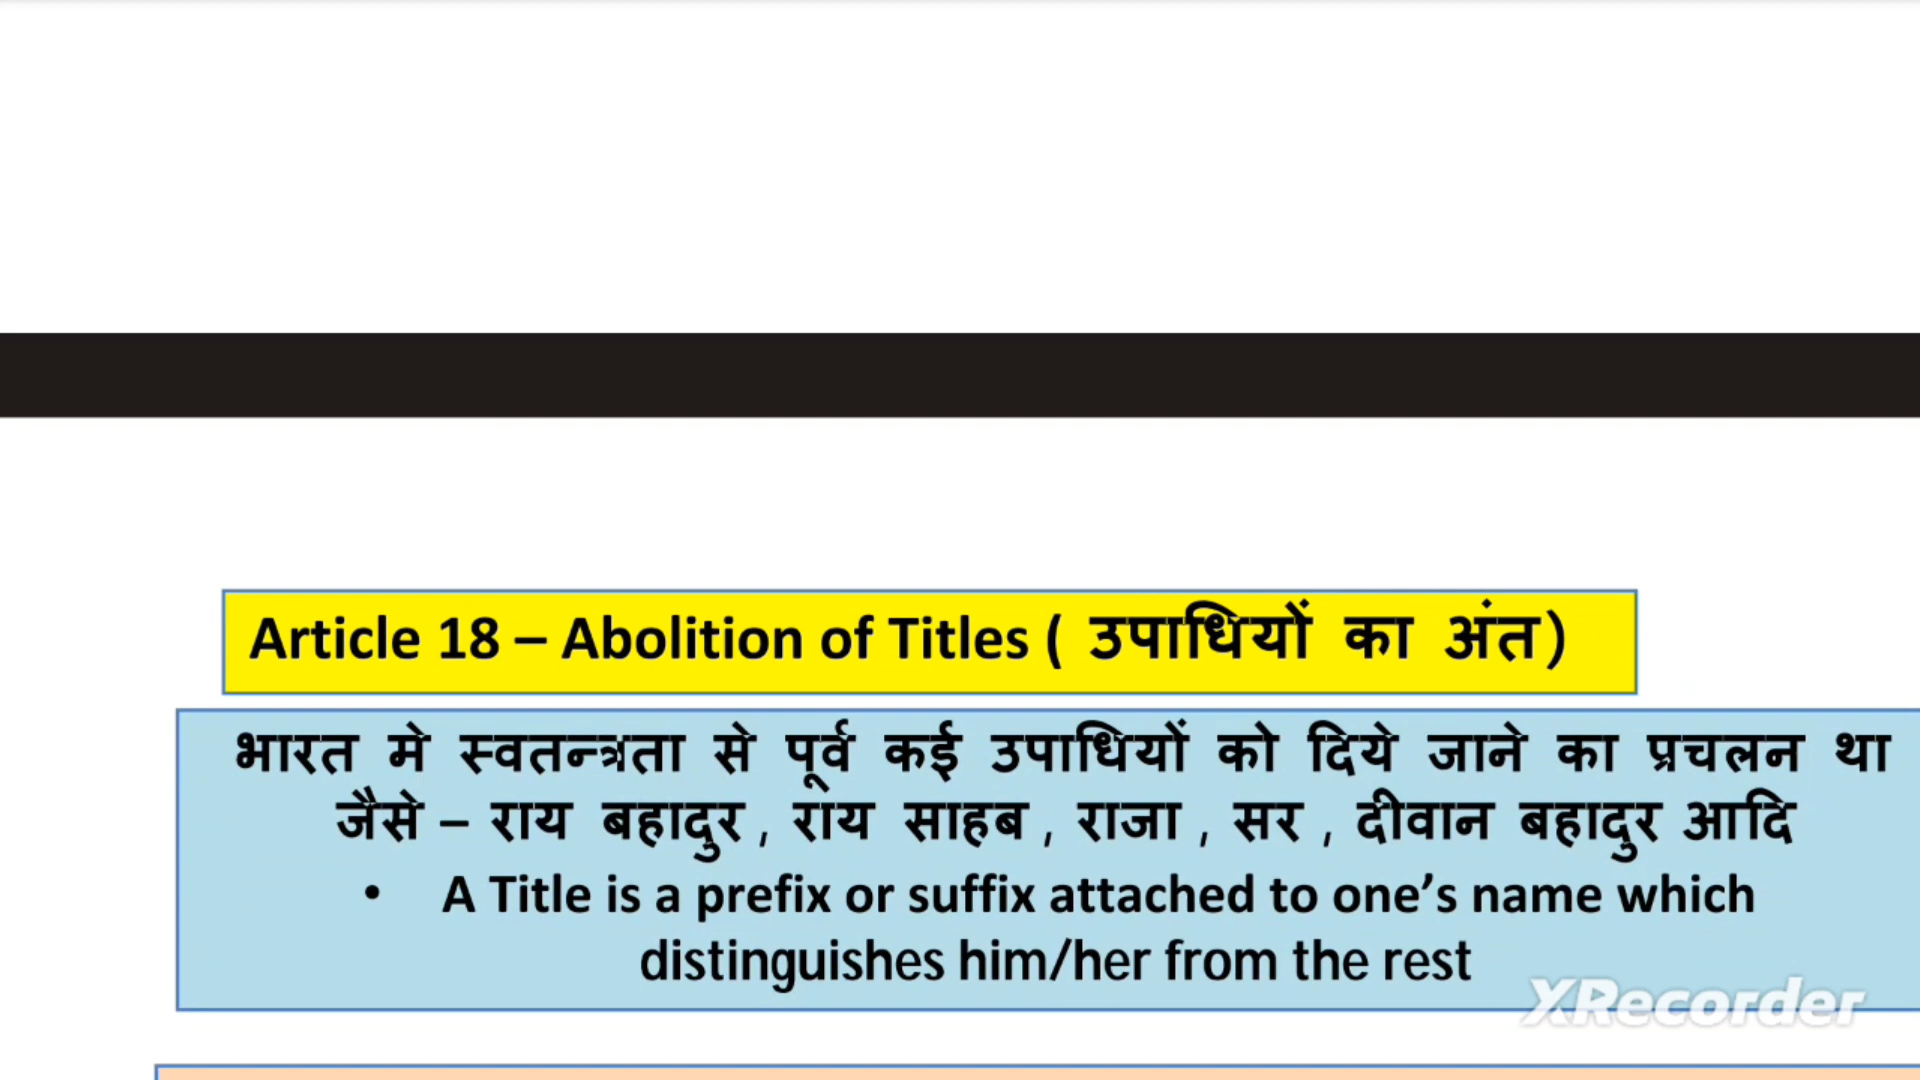 Article 18 – Abolition of Titles ( उपाधियों का अंत)
भारत मे स्वतन्त्रता से पूर्व कई उपाधियों को दिये जाने का प्रचलन था
जैसे – राय बहादुर, राय साहब, राजा, सर, दीवान बहादुर आदि
• A Title is a prefix or suffix attached to one’s name which
distinguishes him/her from the rest
XRecorder